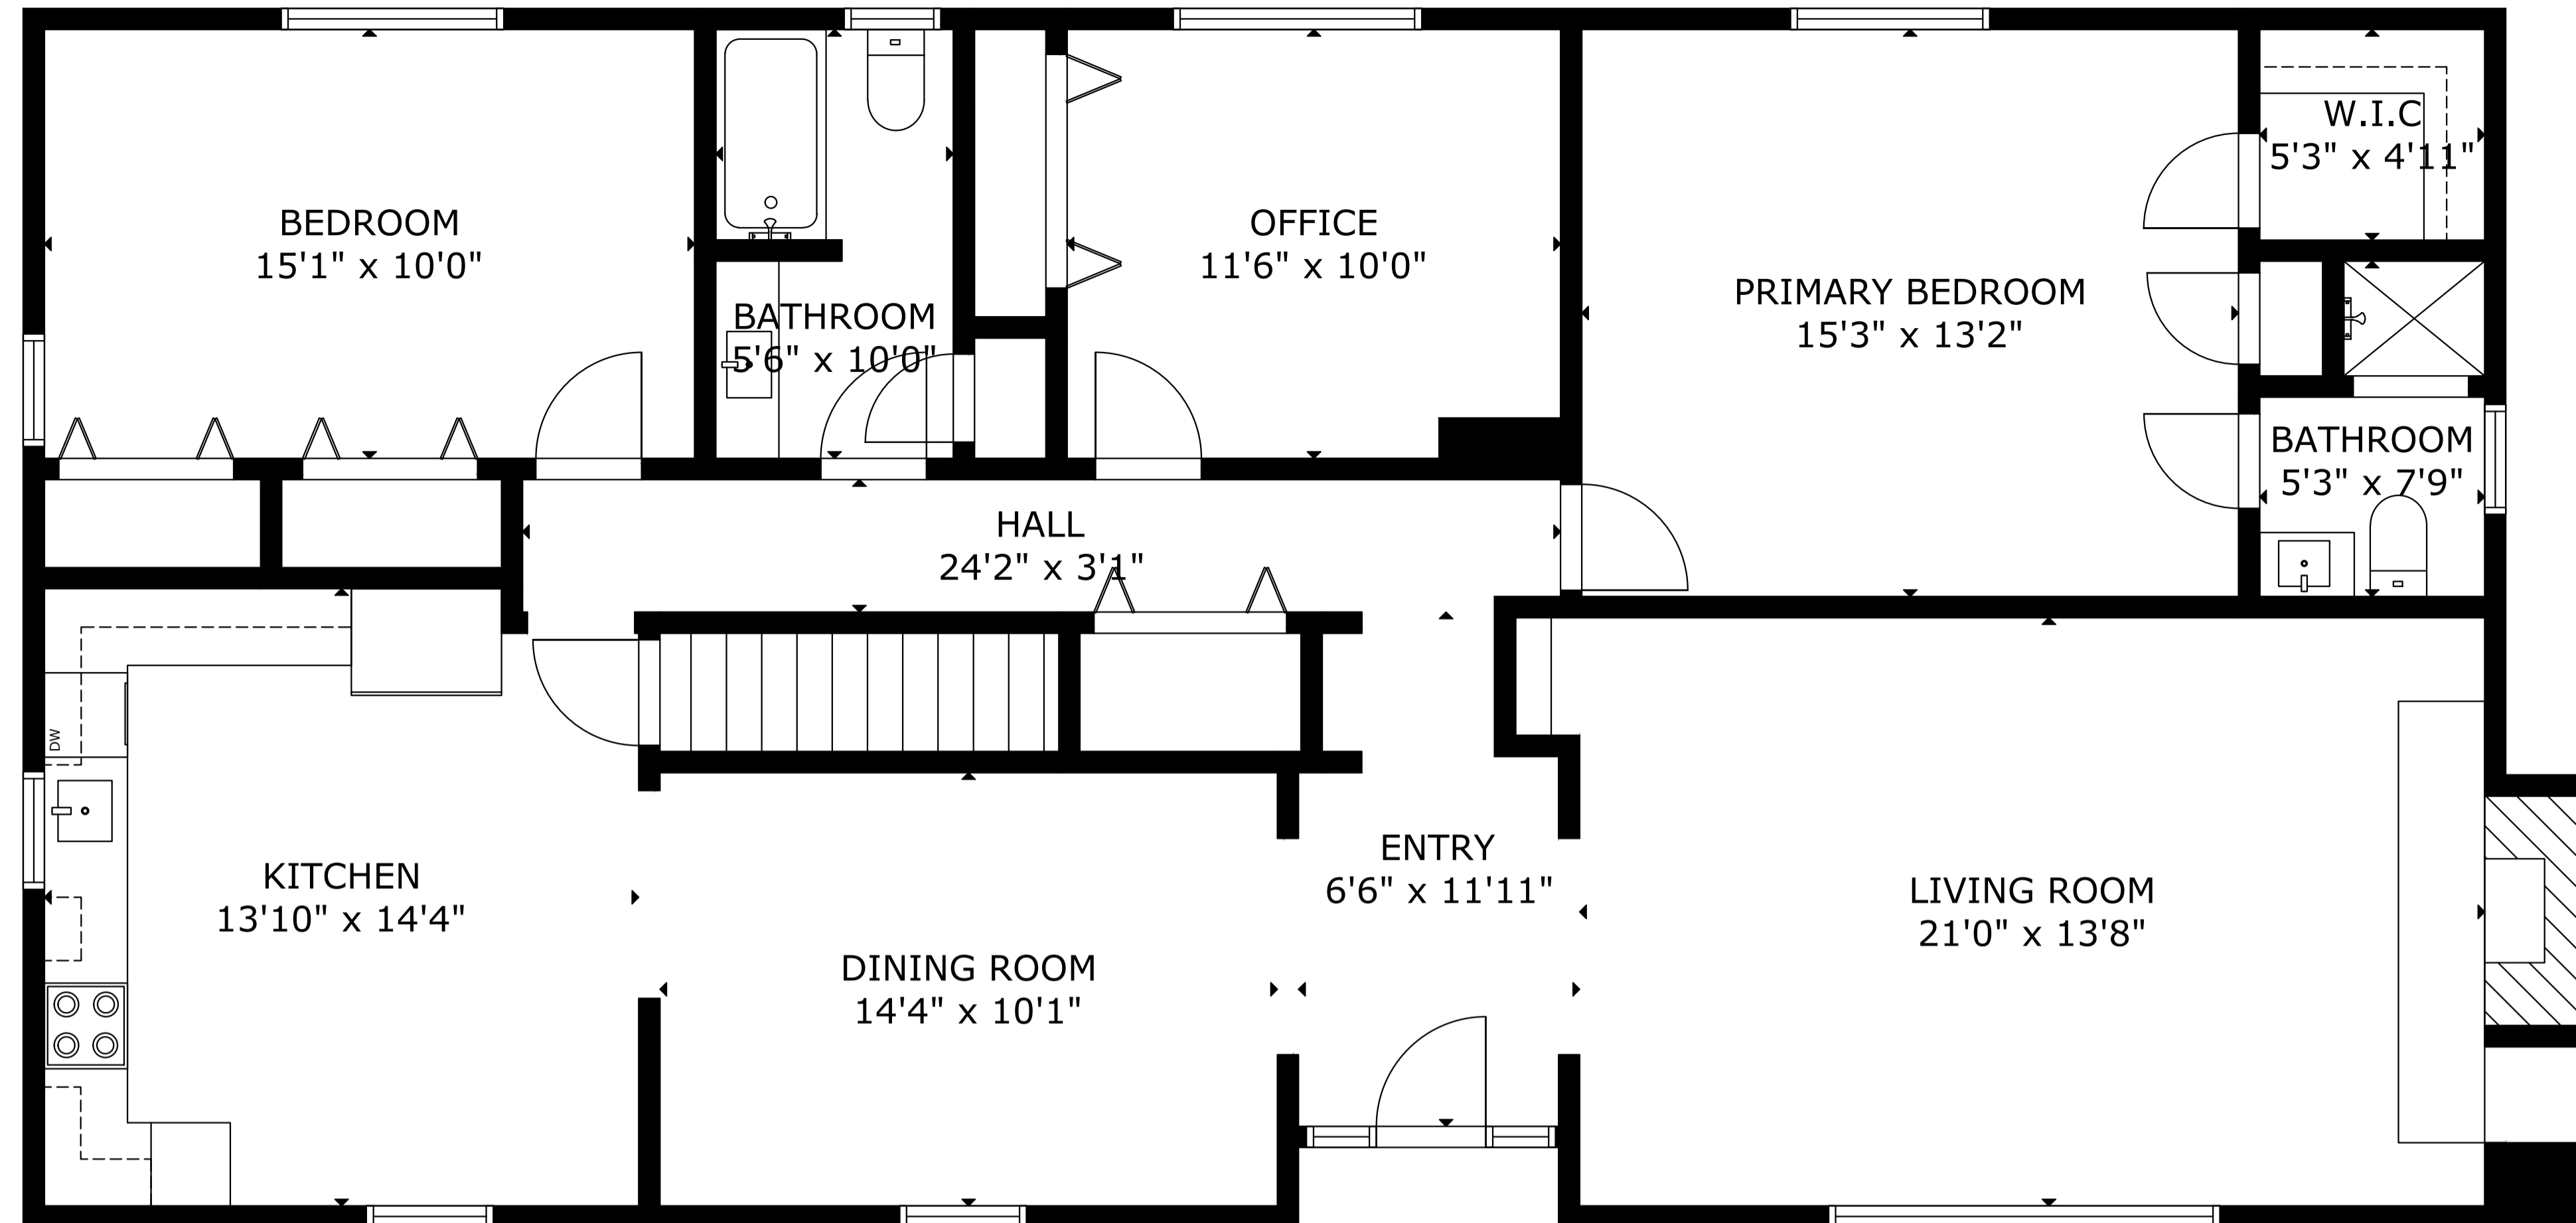 BEDROOM
15'1" x 10'0"
BATHROOM
5'6" x 10'0"
OFFICE
11'6" x 10'0"
PRIMARY BEDROOM
15'3" x 13'2"
W.I.C
5'3" x 4'11"
BATHROOM
5'3" x 7'9"
HALL
24'2" x 3'1"
DW
KITCHEN
13'10" x 14'4"
DINING ROOM
14'4" x 10'1"
ENTRY
6'6" x 11'11"
LIVING ROOM
21'0" x 13'8"